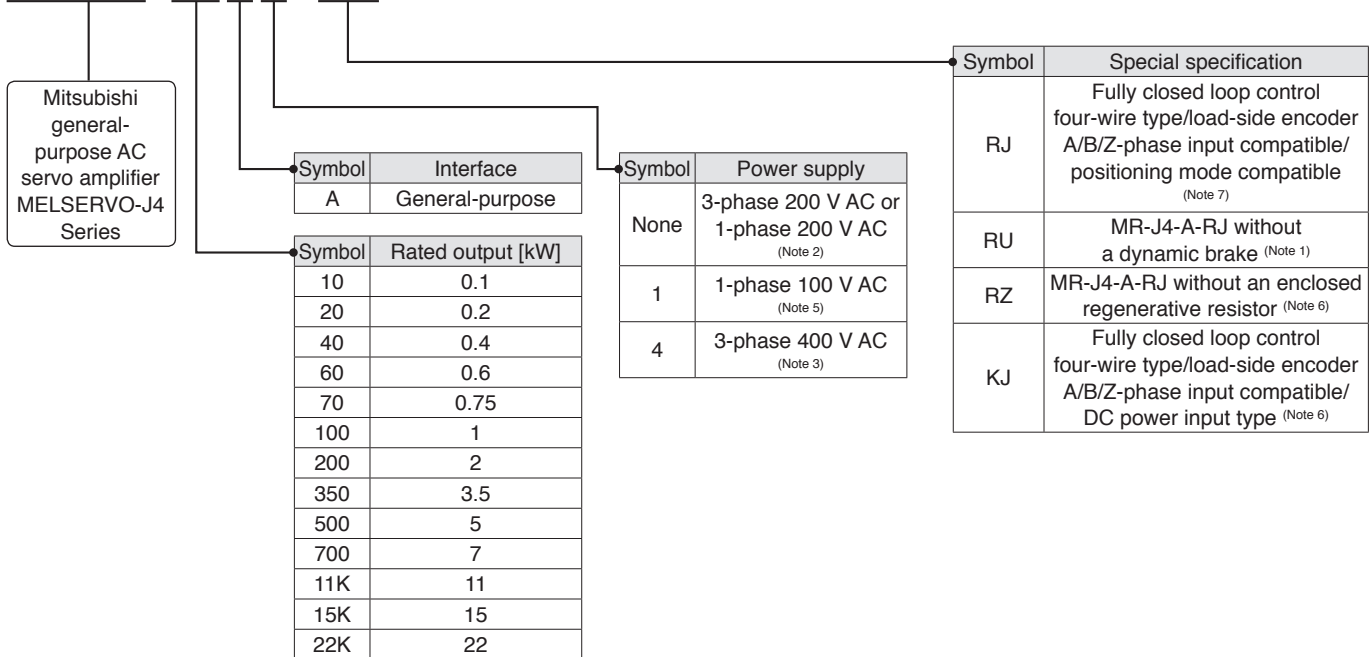 Mitsubishi
general-
purpose AC
servo amplifier
MELSERVO-J4
Series
Symbol Interface
A General-purpose
Symbol Rated output [kW]
10 0.1
20 0.2
40 0.4
60 0.6
70 0.75
100 1
200 2
350 3.5
500 5
700 7
11K 11
15K 15
22K 22
Symbol Power supply
None 3-phase 200 V AC or
1-phase 200 V AC
(Note 2)
1 1-phase 100 V AC
(Note 5)
4 3-phase 400 V AC
(Note 3)
Symbol Special specification
RJ Fully closed loop control
four-wire type/load-side encoder
A/B/Z-phase input compatible/
positioning mode compatible
(Note 7)
RU MR-J4-A-RJ without
a dynamic brake (Note 1)
RZ MR-J4-A-RJ without an enclosed
regenerative resistor (Note 6)
KJ Fully closed loop control
four-wire type/load-side encoder
A/B/Z-phase input compatible/
DC power input type (Note 6)